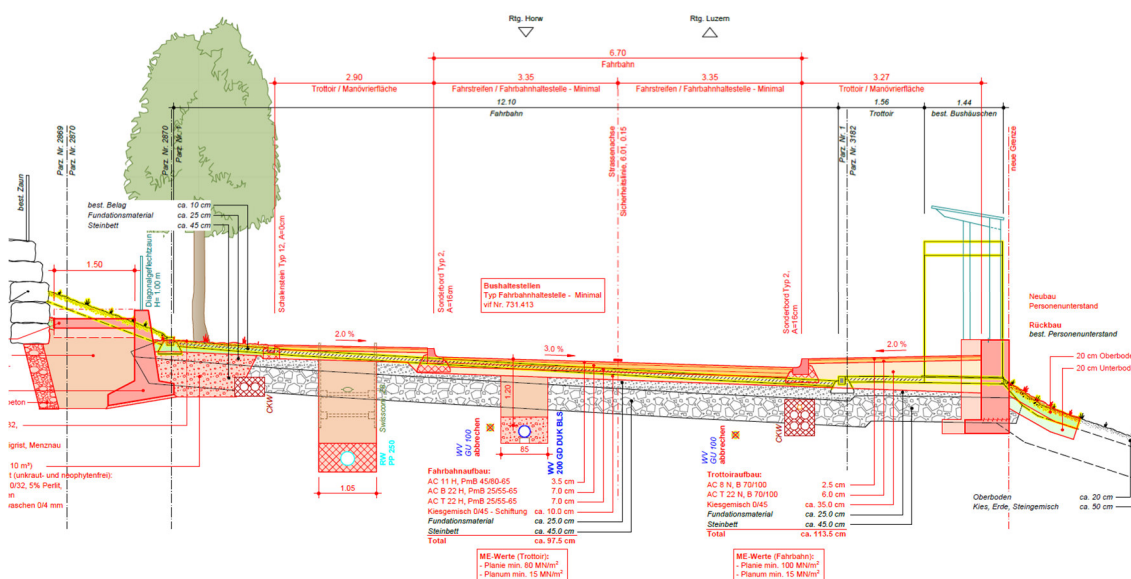 Rtg. Horw
Rtg. Luzern
6.70
Fahrbahn
2.90
3.35
3.35
3.27
Trottoir / Manövrierfläche
Fahrstreifen / Fahrbahnhaltestelle - Minimal
Fahrstreifen / Fahrbahnhaltestelle - Minimal
Trottoir / Manövrierfläche
12.10
1.56
1.44
Fahrbahn
Trottoir
best. Bushäuschen
Parz. Nr. 2869
Parz. Nr. 2870
Parz. Nr. 2870
Parz. Nr. 1
Strassenachse
Sicherheitslinie, 6.01, 0.15
Parz. Nr. 1
Parz. Nr. 3182
neue Grenze
best. Zaun
best. Belag ca. 10 cm
Fundationsmaterial ca. 25 cm
Steinbett ca. 45 cm
Diagonalgeflechtzaun
H= 1.00 m
Schalenstein Typ 12, A=0cm
Sonderbord Typ 2,
A=16cm
Sonderbord Typ 2,
A=16cm
1.50
Bushaltestellen
Typ Fahrbahnhaltestelle - Minimal
vif Nr. 731.413
Neubau
Personenunterstand
Rückbau
best. Personenunterstand
2.0 %
3.0 %
2.0 %
20 cm Oberbode
20 cm Unterbod
1.20
CKW
CKW
beton
32,
igrist, Menznau
10 m³)
t (unkraut- und neophytenfrei):
0/32, 5% Perlit,
n
waschen 0/4 mm
RW
PP 250
1.05
WV
GU 100
abbrechen
85
WV
200 GD DUK BLS
WV
GU 100
abbrechen
Fahrbahnaufbau:
AC 11 H, PmB 45/80-65 3.5 cm
AC B 22 H, PmB 25/55-65 7.0 cm
AC T 22 H, PmB 25/55-65 7.0 cm
Kiesgemisch 0/45 - Schiftung ca. 10.0 cm
Fundationsmaterial ca. 25.0 cm
Steinbett ca. 45.0 cm
Total ca. 97.5 cm
Trottoiraufbau:
AC 8 N, B 70/100 2.5 cm
AC T 22 N, B 70/100 6.0 cm
Kiesgemisch 0/45 ca. 35.0 cm
Fundationsmaterial ca. 25.0 cm
Steinbett ca. 45.0 cm
Total ca. 113.5 cm
Oberboden ca. 20 cm
Kies, Erde, Steingemisch ca. 50 cm
ME-Werte (Trottoir):
- Planie min. 80 MN/m²
- Planum min. 15 MN/m²
ME-Werte (Fahrbahn):
- Planie min. 100 MN/m²
- Planum min. 15 MN/m²